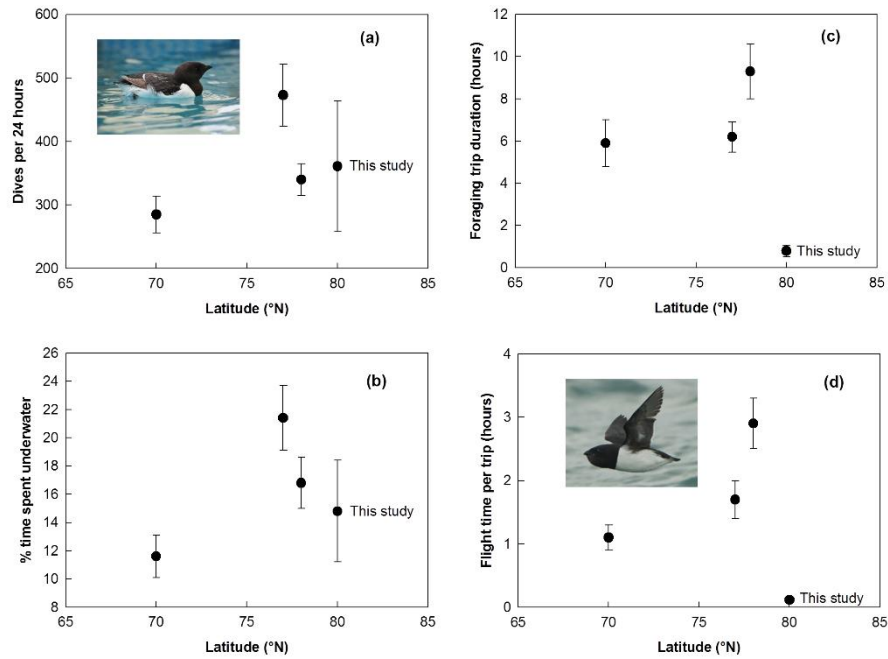 600
500
400
300
200
Dives per 24 hours
(a)
This study
65
70
75
80
85
Latitude (°N)
12
10
8
6
4
2
0
Foraging trip duration (hours)
(c)
This study
65
70
75
80
85
Latitude (°N)
26
24
22
20
18
16
14
12
10
8
% time spent underwater
(b)
This study
65
70
75
80
85
Latitude (°N)
4
3
2
1
0
Flight time per trip (hours)
(d)
This study
65
70
75
80
85
Latitude (°N)